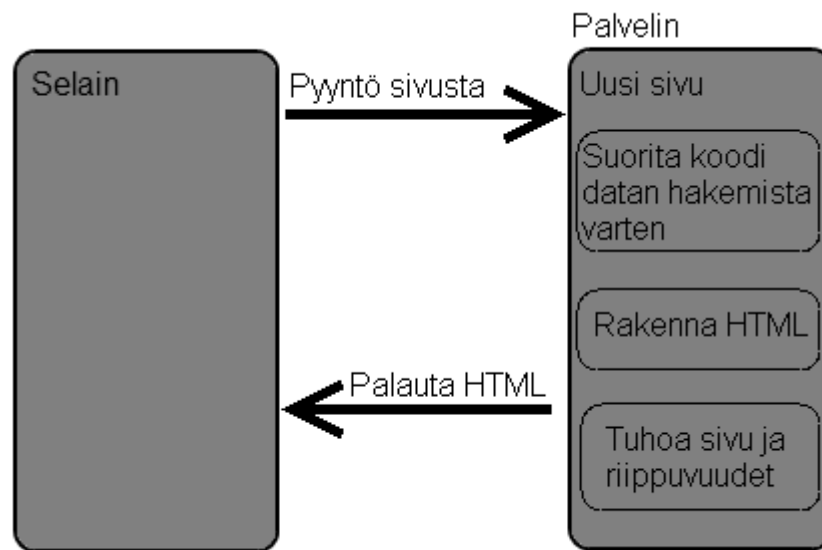 Palvelin
Selain
Pyyntö sivusta
Uusi sivu
Suorita koodi
datan hakemista
varten
Rakenna HTML
Palauta HTML
Tuhoa sivu ja
riippuvuudet